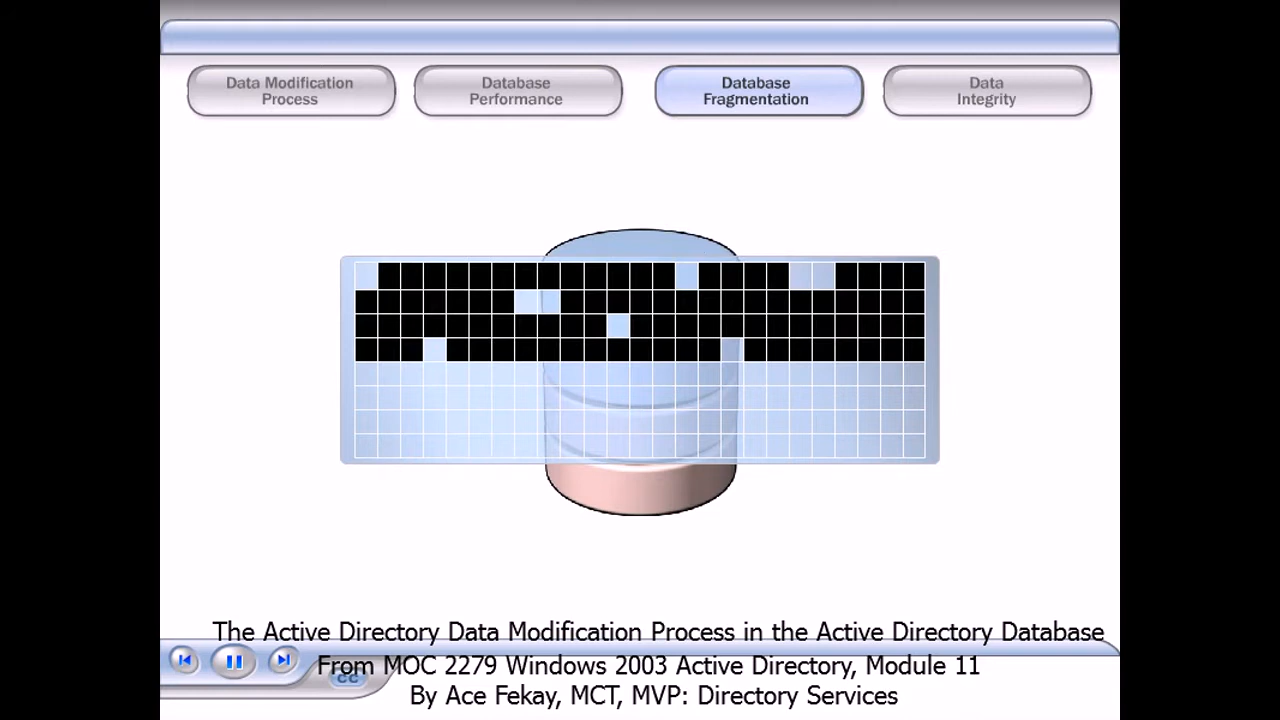 Data Modification
Process
Database
Performance
Database
Fragmentation
Data
Integrity
The Active Directory Data Modification Process in the Active Directory Database
From MOC 2279 Windows 2003 Active Directory, Module 11
CC
By Ace Fekay, MCT, MVP: Directory Services